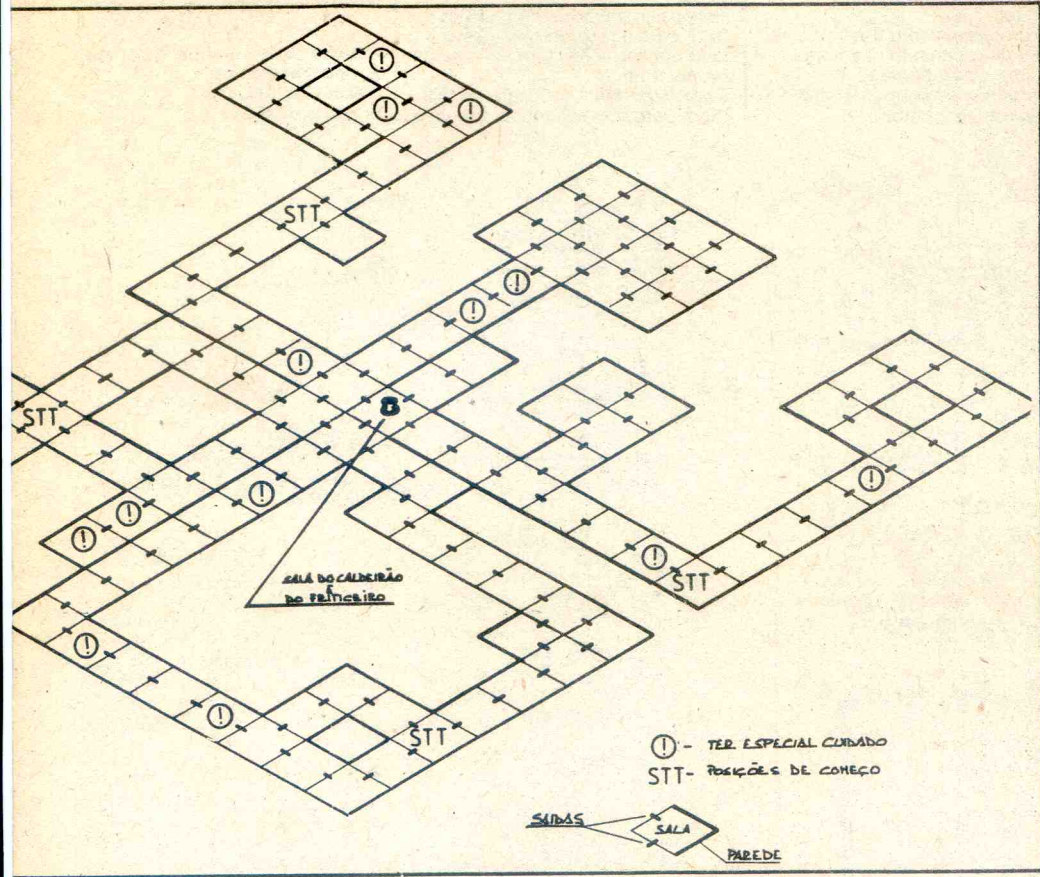 STT
STT
SALA DO CALDEIRÃO
E
DO FEITICEIRO
STT
STT
! - TER ESPECIAL CUIDADO
STT- POSIÇÕES DE COMEÇO
SAIDAS
SALA
PAREDE